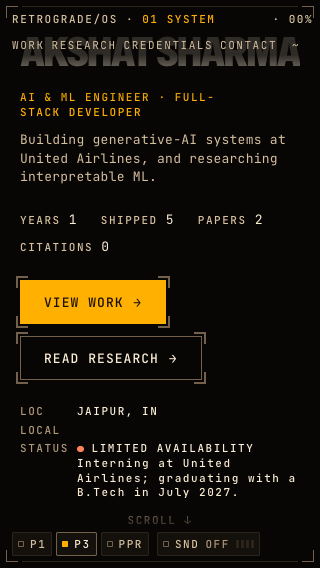 RETROGRADE/OS · 01 SYSTEM · 00%
WORK RESEARCH CREDENTIALS CONTACT ~
AKSHAT SHARMA
AI & ML ENGINEER · FULL-
STACK DEVELOPER
Building generative-AI systems at
United Airlines, and researching
interpretable ML.
YEARS 1 SHIPPED 5 PAPERS 2
CITATIONS 0
VIEW WORK →
READ RESEARCH →
LOC JAIPUR, IN
LOCAL
STATUS ● LIMITED AVAILABILITY
Interning at United
Airlines; graduating with a
B.Tech in July 2027.
SCROLL ↓
P1 P3 PPR SND OFF